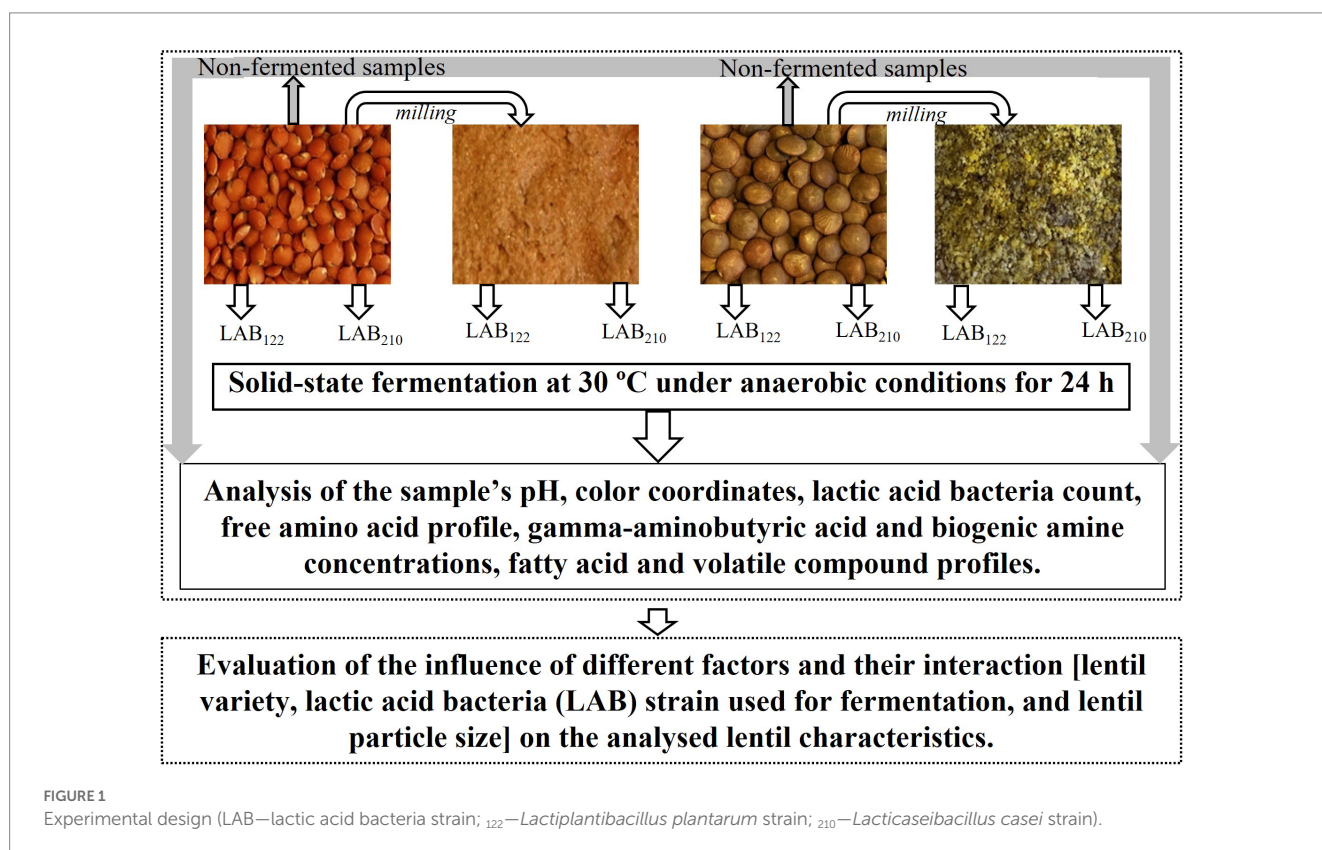 Non-fermented samples
Non-fermented samples
milling
milling
LAB₁₂₂
LAB₂₁₀
LAB₁₂₂
LAB₂₁₀
LAB₁₂₂
LAB₂₁₀
LAB₁₂₂
LAB₂₁₀
Solid-state fermentation at 30 ºC under anaerobic conditions for 24 h
Analysis of the sample's pH, color coordinates, lactic acid bacteria count,
free amino acid profile, gamma-aminobutyric acid and biogenic amine
concentrations, fatty acid and volatile compound profiles.
Evaluation of the influence of different factors and their interaction [lentil
variety, lactic acid bacteria (LAB) strain used for fermentation, and lentil
particle size] on the analysed lentil characteristics.
FIGURE 1
Experimental design (LAB—lactic acid bacteria strain; ₁₂₂—Lactiplantibacillus plantarum strain; ₂₁₀—Lacticaseibacillus casei strain).